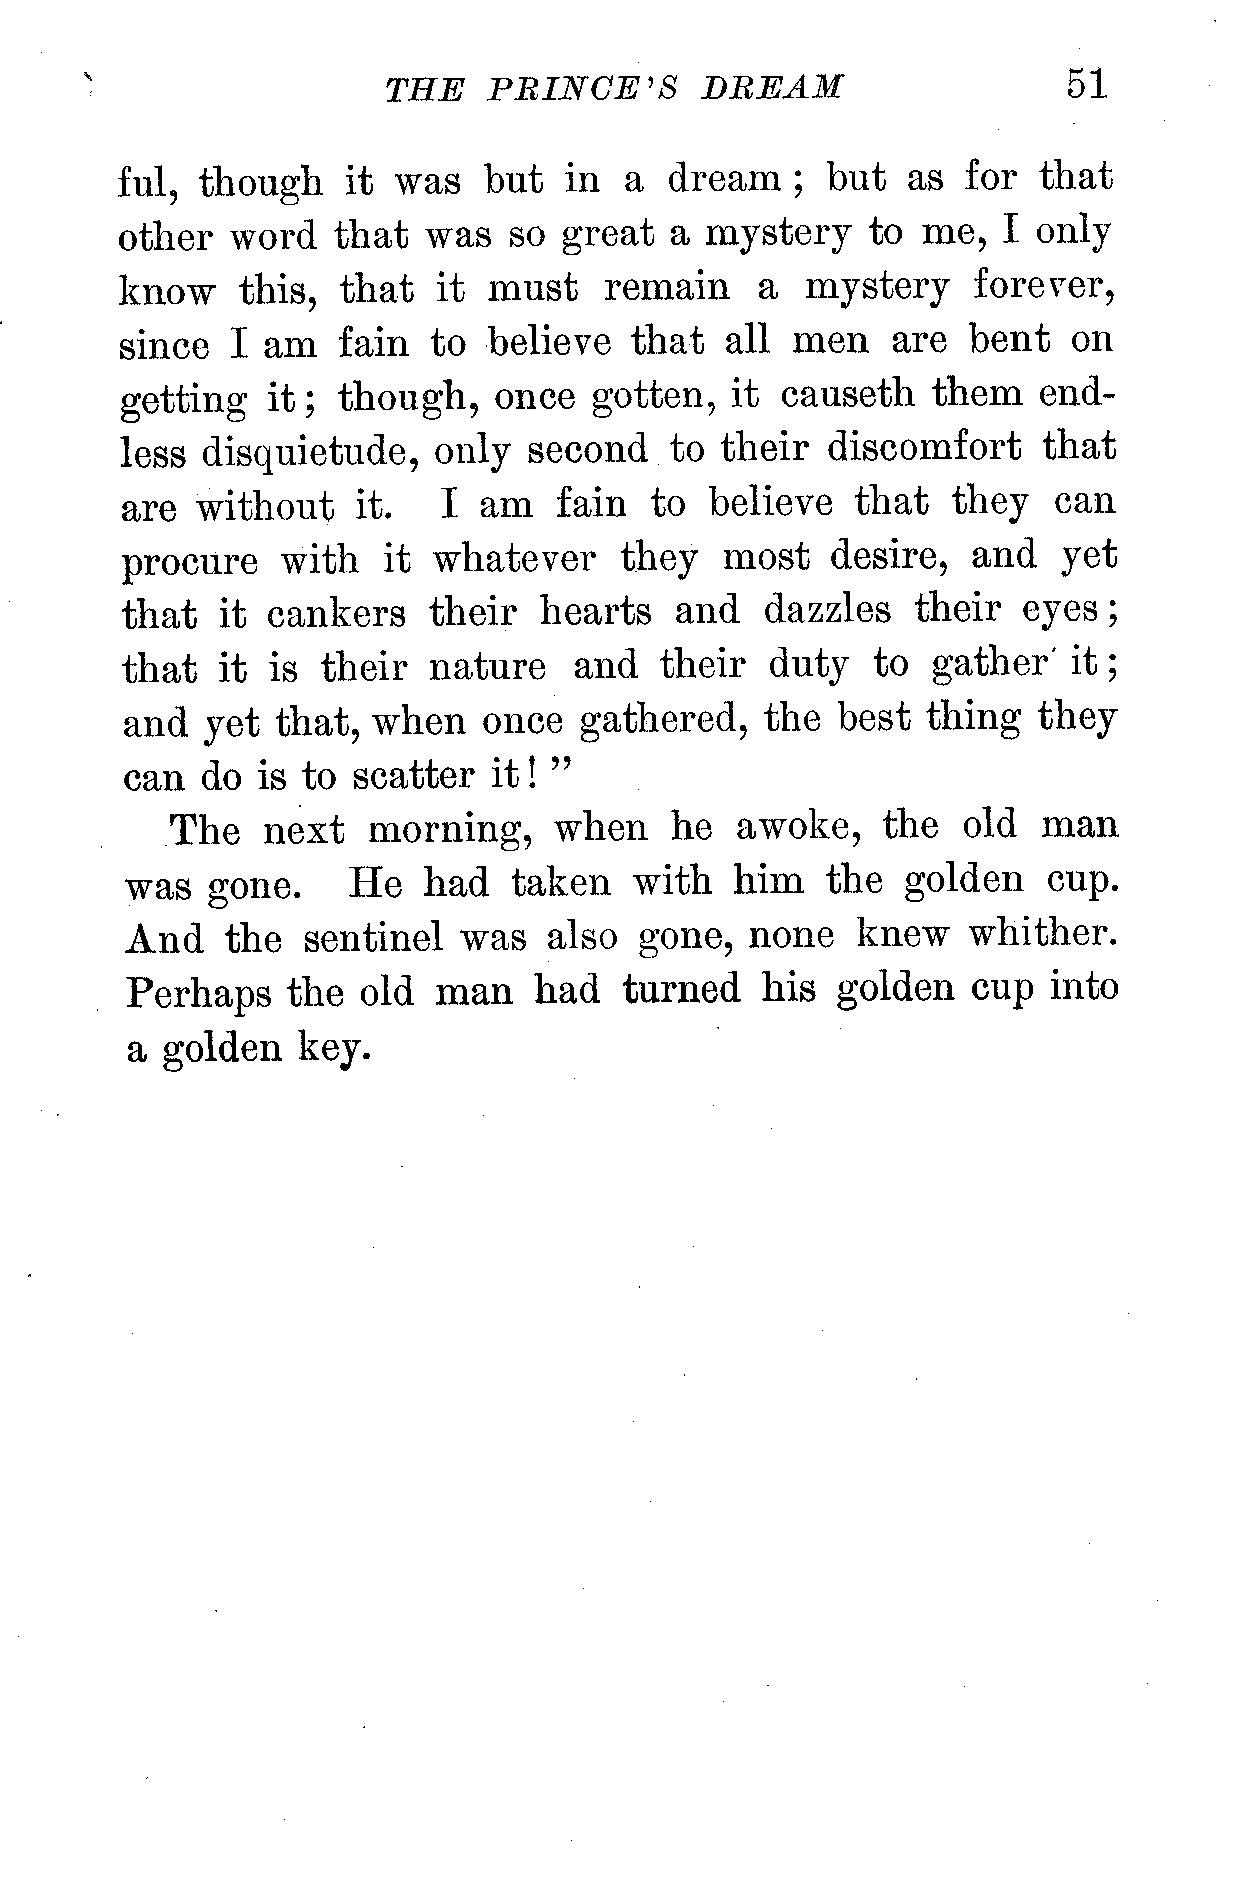 THE PRINCE'S DREAM 51
ful, though it was but in a dream; but as for that
other word that was so great a mystery to me, I only
know this, that it must remain a mystery forever,
since I am fain to believe that all men are bent on
getting it; though, once gotten, it causeth them end-
less disquietude, only second to their discomfort that
are without it. I am fain to believe that they can
procure with it whatever they most desire, and yet
that it cankers their hearts and dazzles their eyes;
that it is their nature and their duty to gather it;
and yet that, when once gathered, the best thing they
can do is to scatter it!"
The next morning, when he awoke, the old man
was gone. He had taken with him the golden cup.
And the sentinel was also gone, none knew whither.
Perhaps the old man had turned his golden cup into
a golden key.